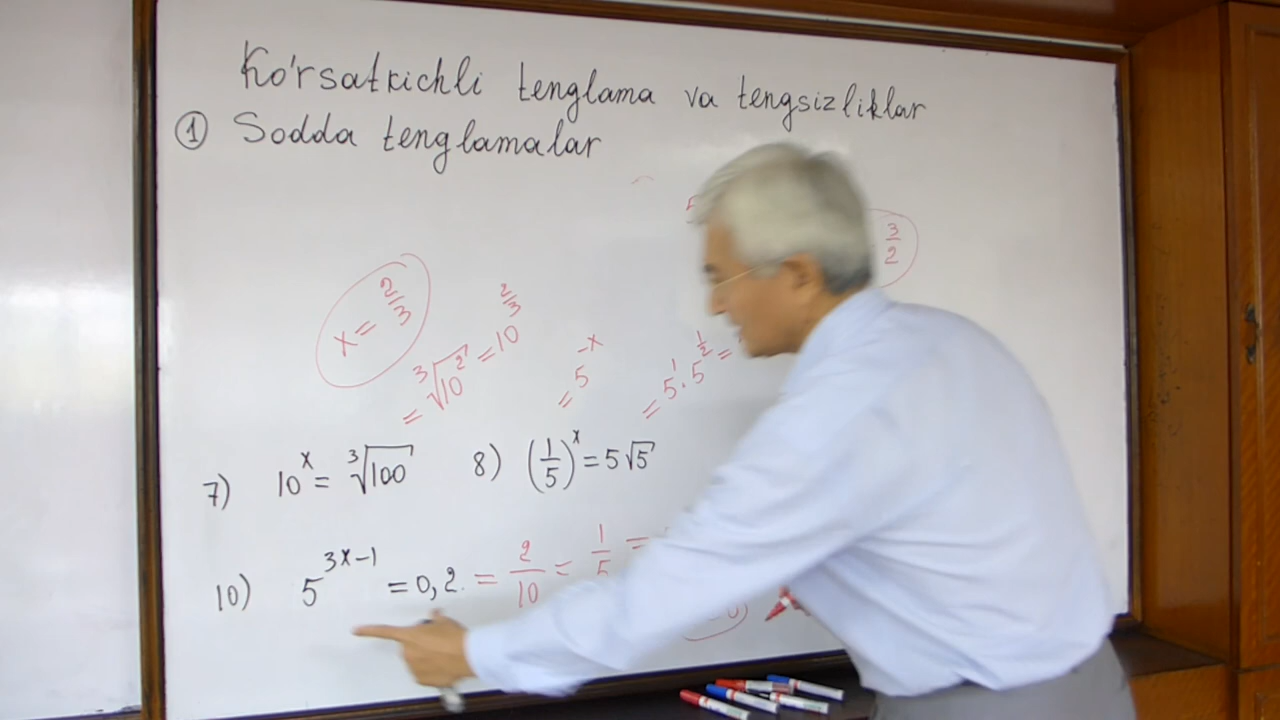 Ko'rsatkichli tenglama va tengsizliklar
① Sodda tenglamalar
5
3/2
x = 2/3
= ∛10² = 10^(2/3)
= 5^(-x)
= 5¹ · 5^(1/2) =
7) 10^x = ∛100
8) (1/5)^x = 5√5
10) 5^(3x-1) = 0,2. = 2/10 = 1/5 =